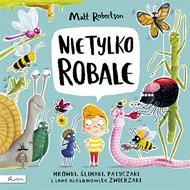 Matt Robertson
NIE TYLKO
ROBALE
MRÓWKI, ŚLIMAKI, PATYCZAKI
i inne niesamowite ZWIERZAKI